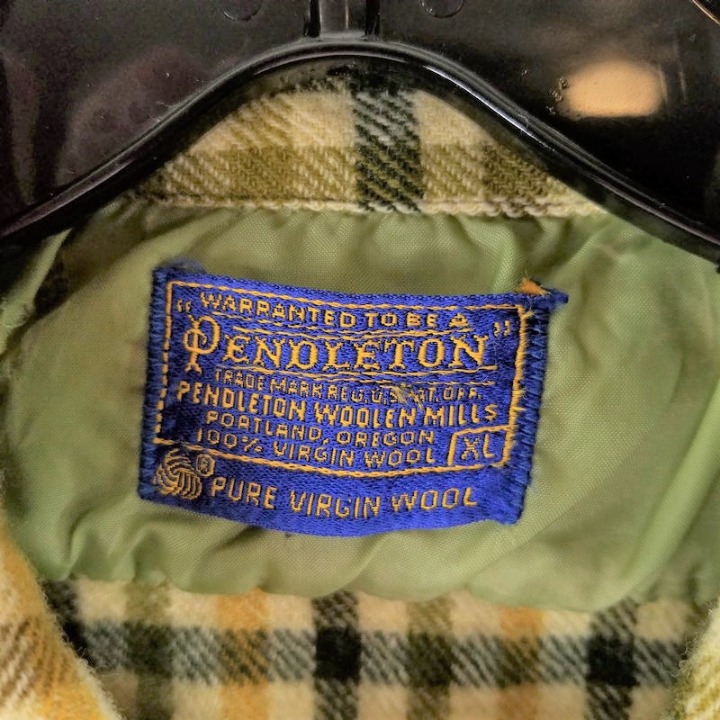 WARRANTED TO BE A
"PENDLETON"
TRADE MARK REG. U.S. PAT. OFF.
PENDLETON WOOLEN MILLS
PORTLAND, OREGON
100% VIRGIN WOOL XL
® PURE VIRGIN WOOL